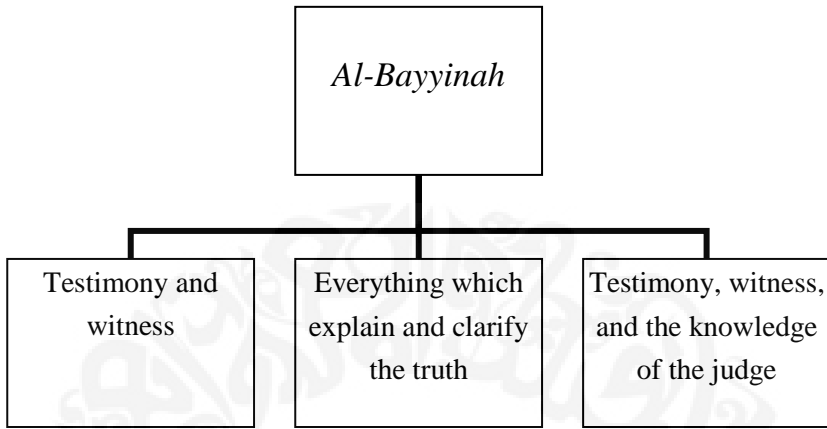 Al-Bayyinah
Testimony and
witness
Everything which
explain and clarify
the truth
Testimony, witness,
and the knowledge
of the judge